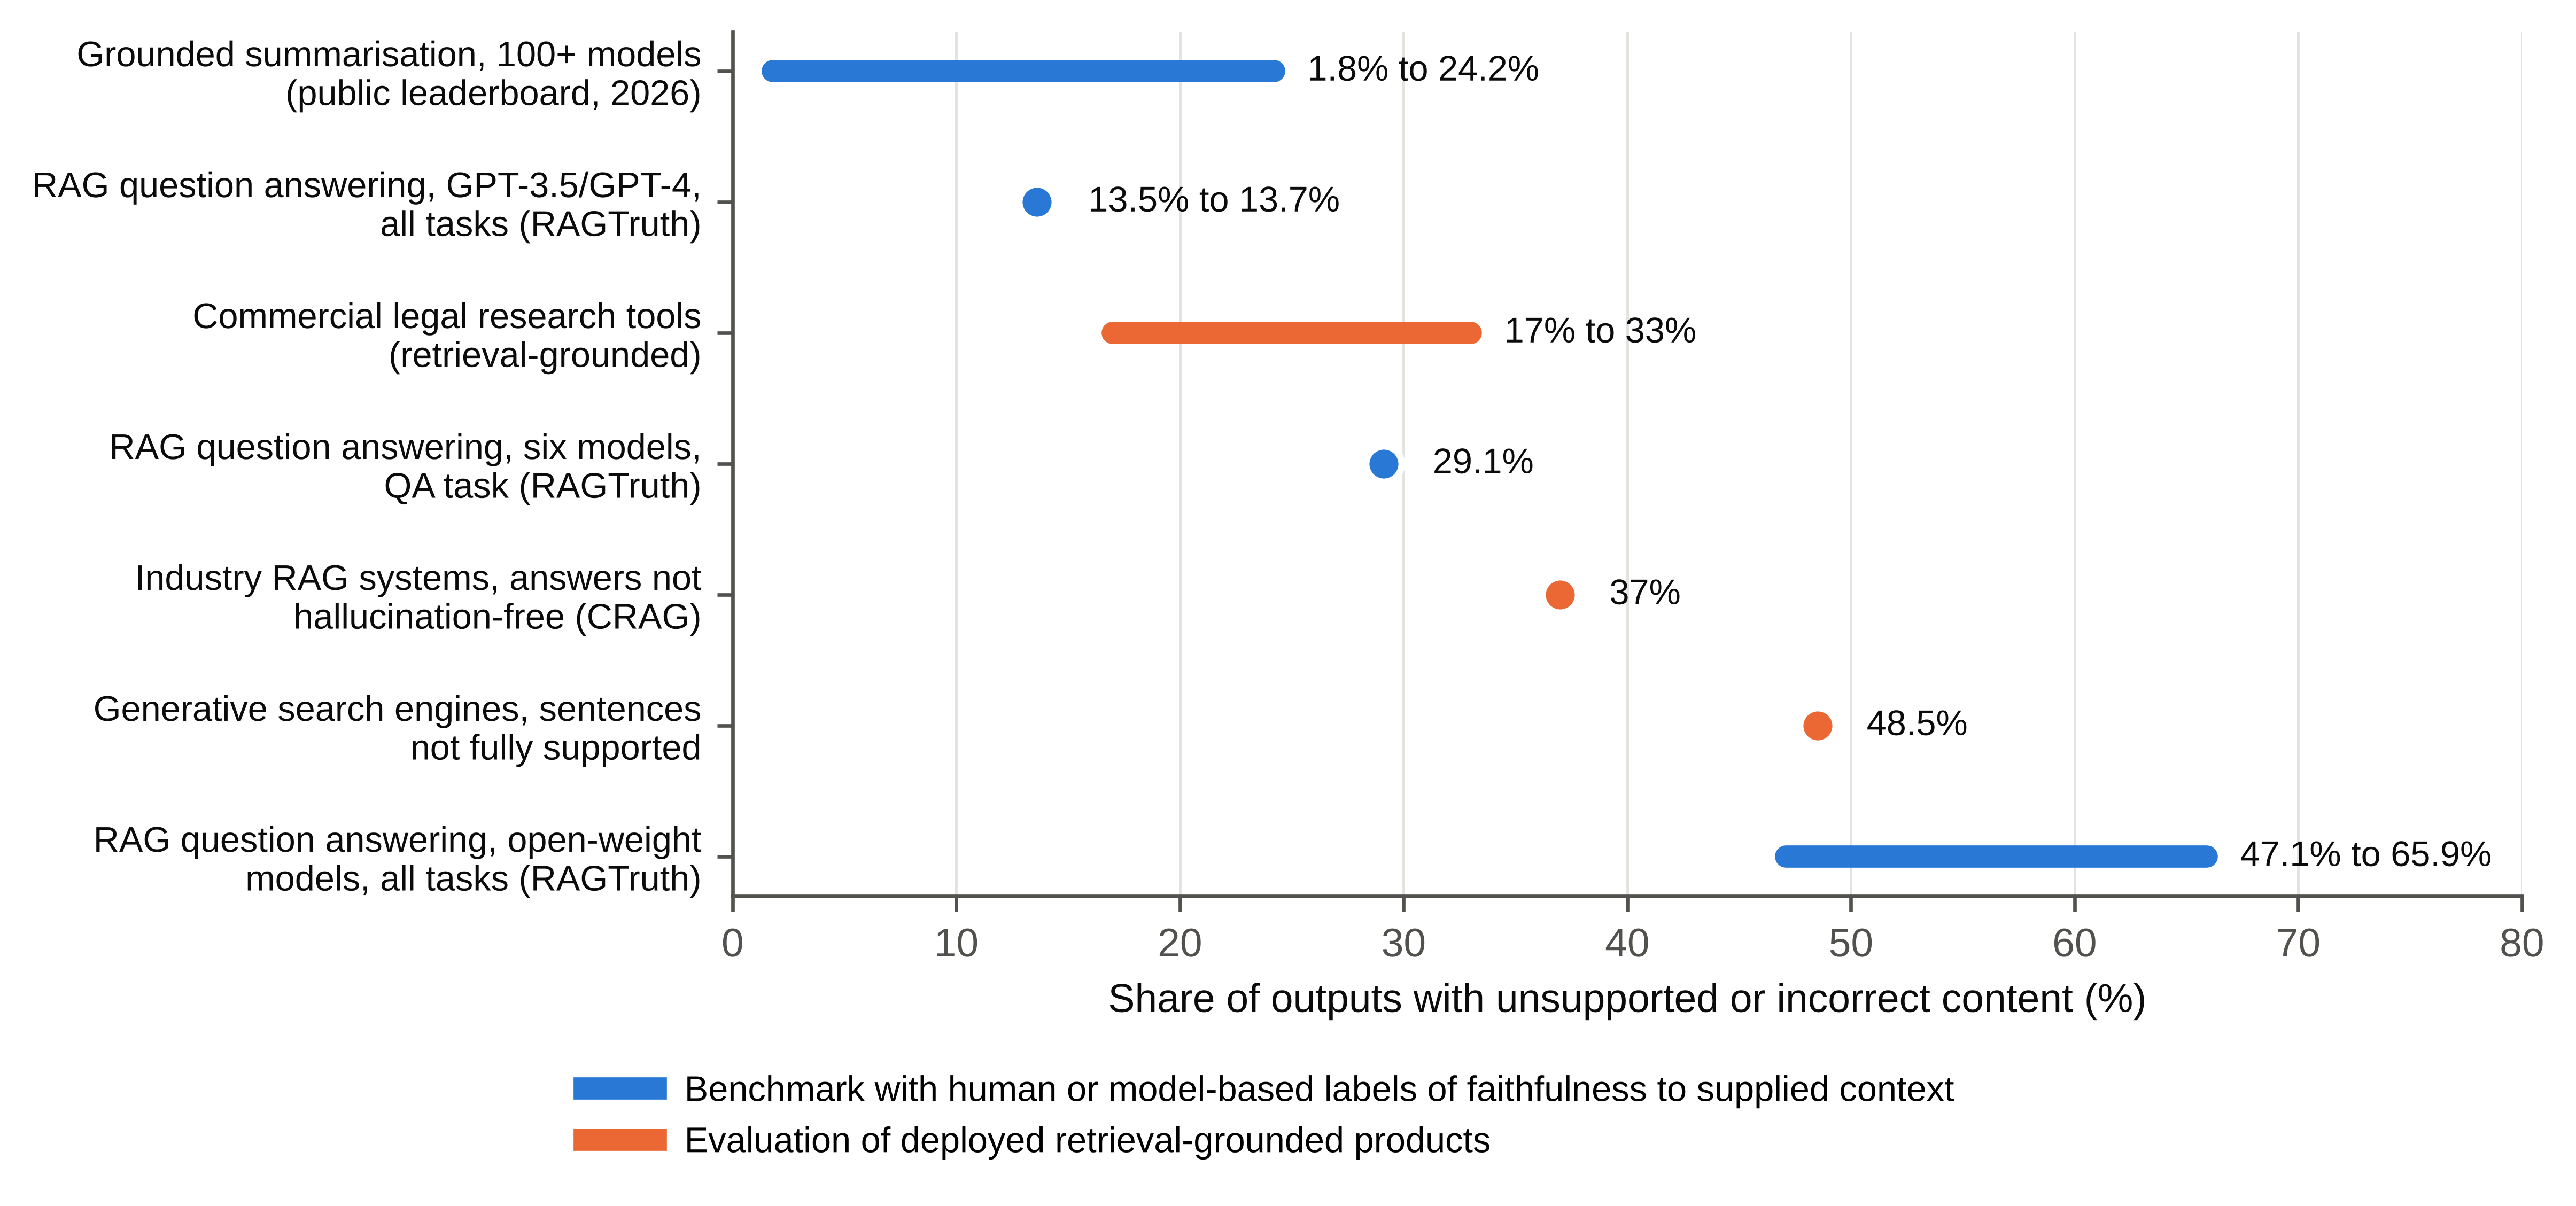 Grounded summarisation, 100+ models
(public leaderboard, 2026)
1.8% to 24.2%
RAG question answering, GPT-3.5/GPT-4,
all tasks (RAGTruth)
13.5% to 13.7%
Commercial legal research tools
(retrieval-grounded)
17% to 33%
RAG question answering, six models,
QA task (RAGTruth)
29.1%
Industry RAG systems, answers not
hallucination-free (CRAG)
37%
Generative search engines, sentences
not fully supported
48.5%
RAG question answering, open-weight
models, all tasks (RAGTruth)
47.1% to 65.9%
0 10 20 30 40 50 60 70 80
Share of outputs with unsupported or incorrect content (%)
Benchmark with human or model-based labels of faithfulness to supplied context
Evaluation of deployed retrieval-grounded products